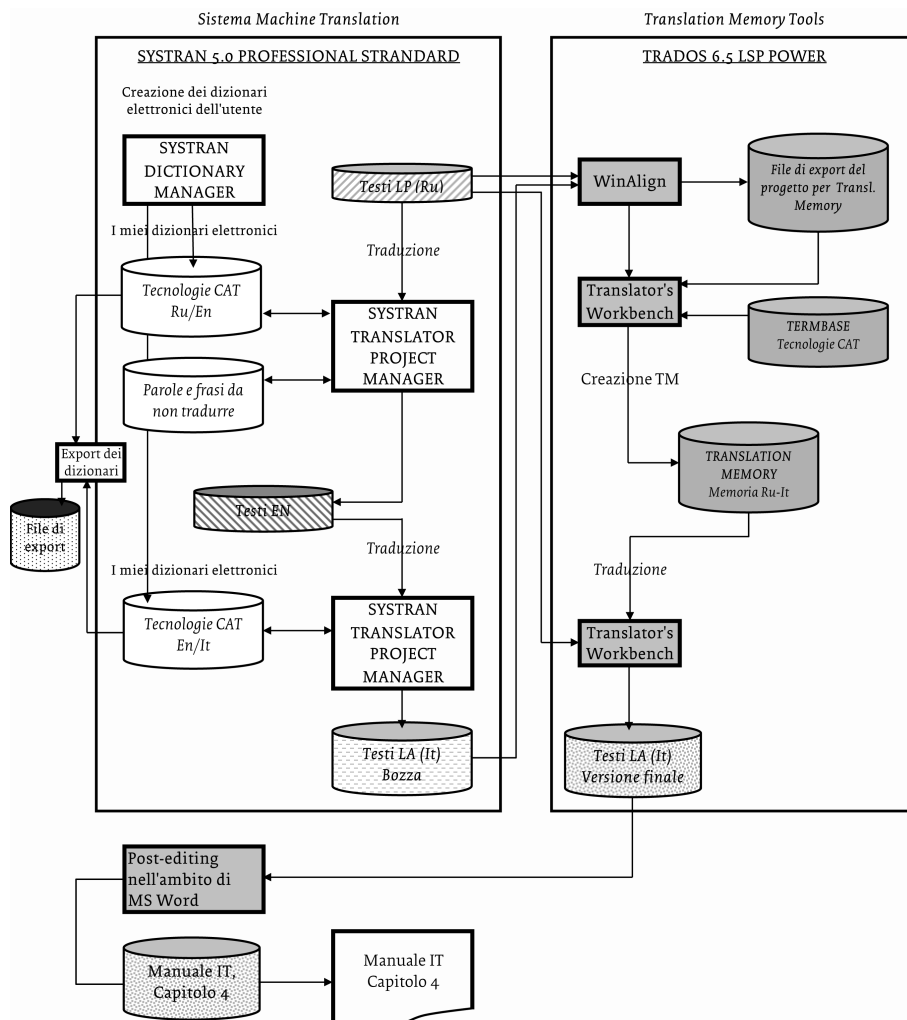 Sistema Machine Translation
SYSTRAN 5.0 PROFESSIONAL STRANDARD
Creazione dei dizionari
elettronici dell'utente
SYSTRAN
DICTIONARY
MANAGER
Testi LP (Ru)
I miei dizionari elettronici
Traduzione
Tecnologie CAT
Ru/En
SYSTRAN
TRANSLATOR
PROJECT
MANAGER
Parole e frasi da
non tradurre
Export dei
dizionari
File di
export
Testi EN
Traduzione
I miei dizionari elettronici
Tecnologie CAT
En/It
SYSTRAN
TRANSLATOR
PROJECT
MANAGER
Testi LA (It)
Bozza
Translation Memory Tools
TRADOS 6.5 LSP POWER
WinAlign
File di export del
progetto per Transl.
Memory
Translator's
Workbench
TERMBASE
Tecnologie CAT
Creazione TM
TRANSLATION
MEMORY
Memoria Ru-It
Traduzione
Translator's
Workbench
Testi LA (It)
Versione finale
Post-editing
nell'ambito di
MS Word
Manuale IT,
Capitolo 4
Manuale IT
Capitolo 4